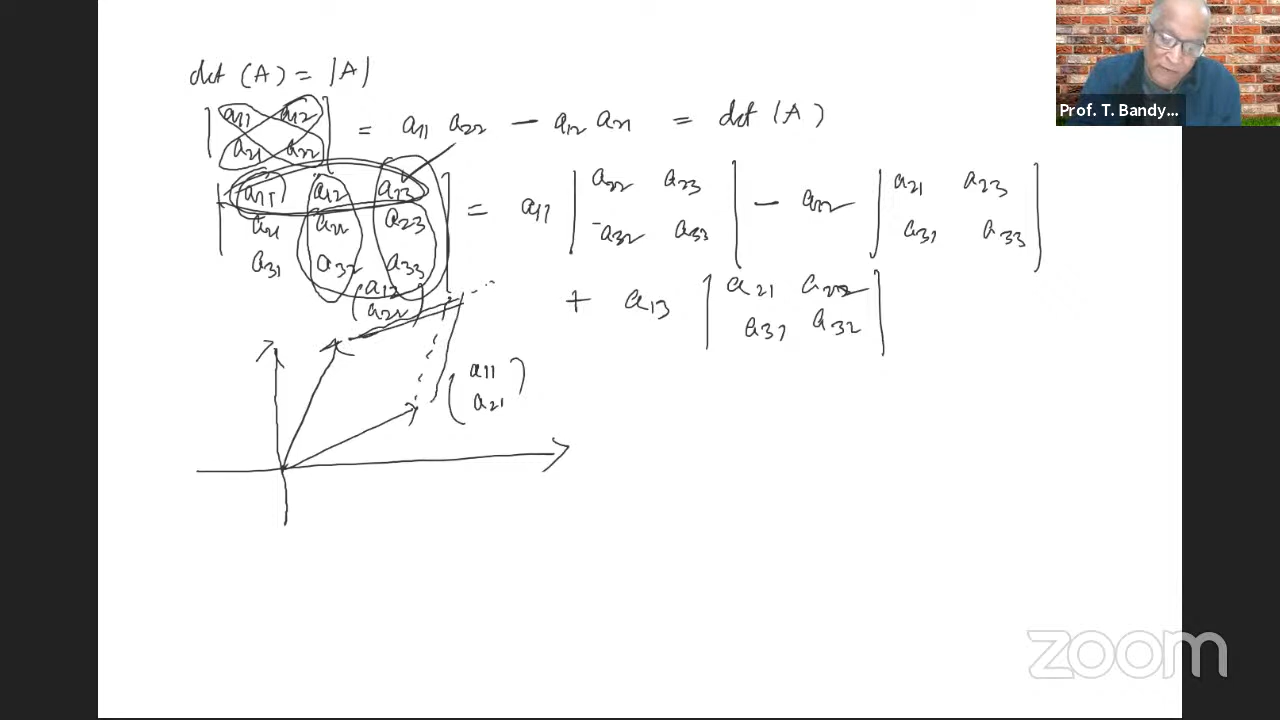 det (A) = |A|
| a11 a12 |
| a21 a22 | = a11 a22 - a12 a21 = det (A)
| a11 a12 a13 |
| a21 a22 a23 |
| a31 a32 a33 | = a11 | a22 a23 | - a12 | a21 a23 |
| a32 a33 | | a31 a33 |
+ a13 | a21 a22 |
| a31 a32 |
( a12 )
( a22 )
( a11 )
( a21 )
Prof. T. Bandy...
zoom